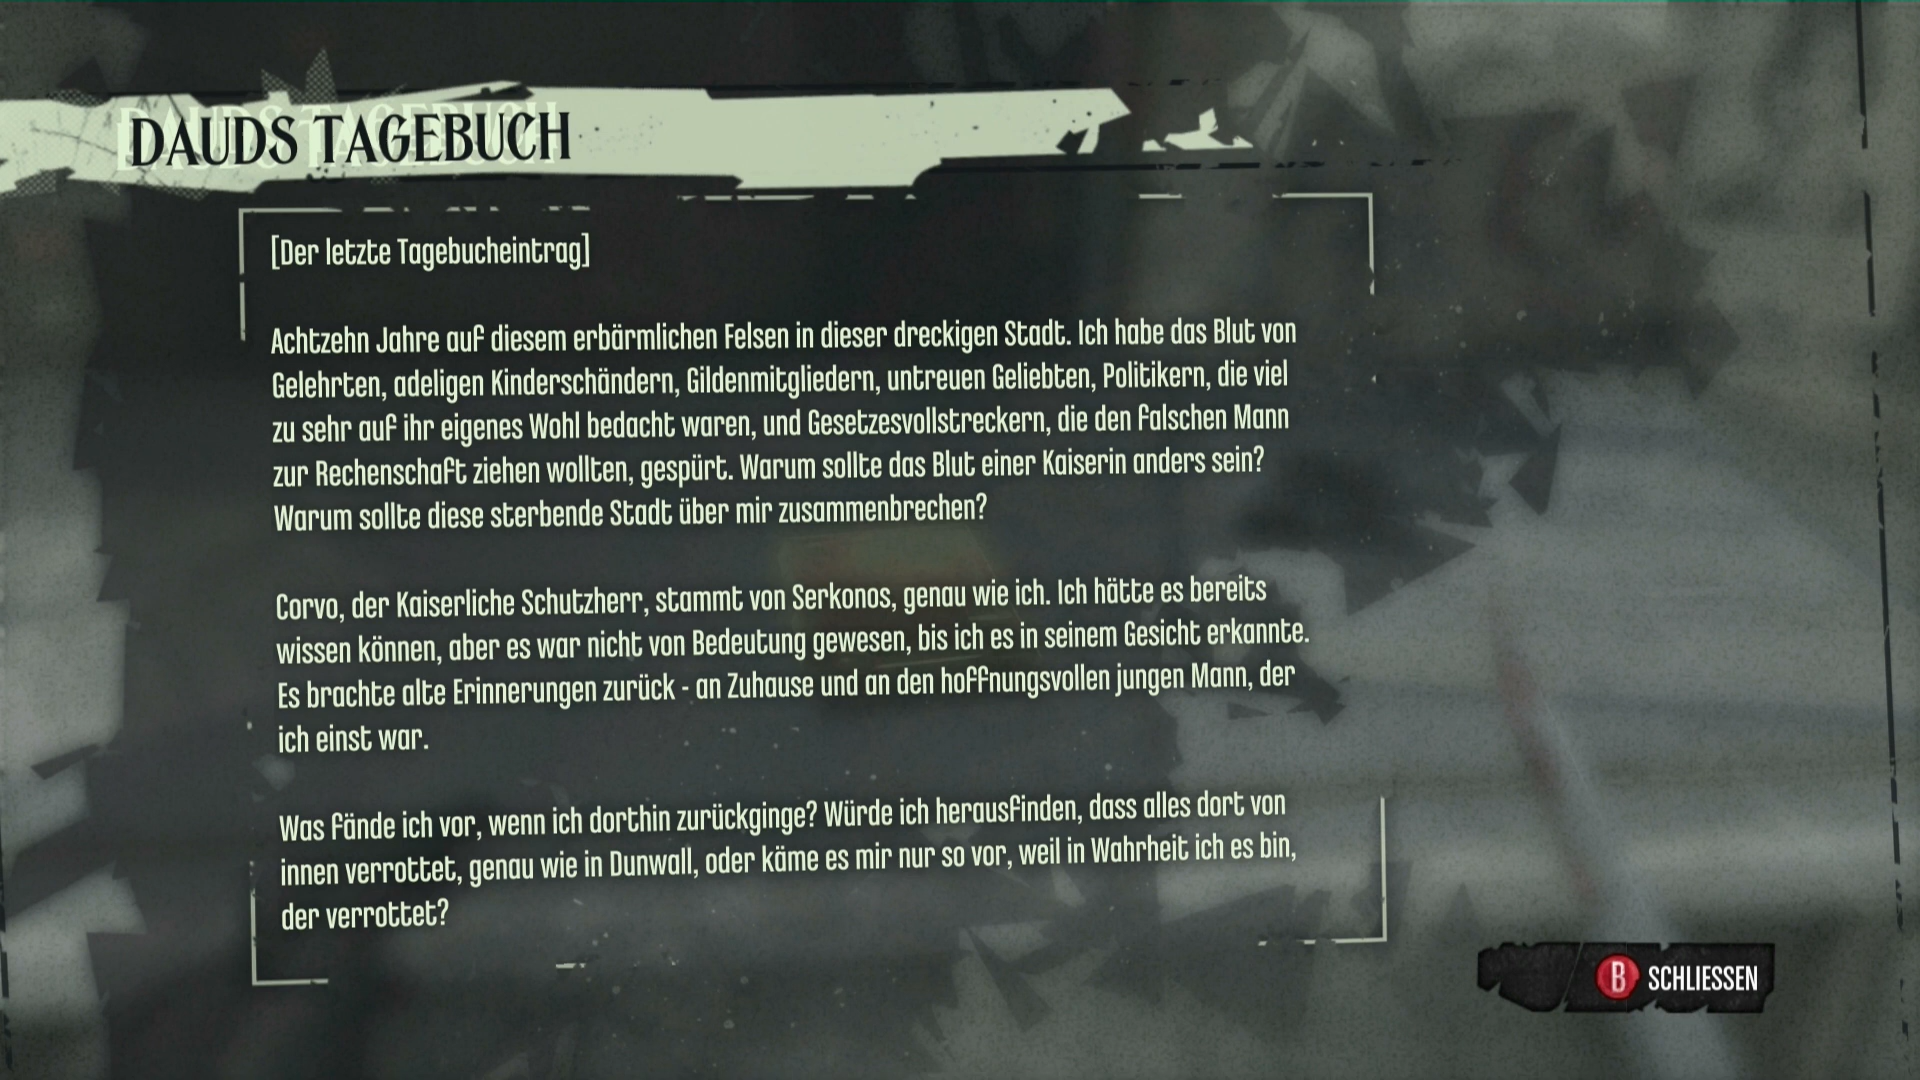 DAUDS TAGEBUCH
[Der letzte Tagebucheintrag]
Achtzehn Jahre auf diesem erbärmlichen Felsen in dieser dreckigen Stadt. Ich habe das Blut von
Gelehrten, adeligen Kinderschändern, Gildenmitgliedern, untreuen Geliebten, Politikern, die viel
zu sehr auf ihr eigenes Wohl bedacht waren, und Gesetzesvollstreckern, die den falschen Mann
zur Rechenschaft ziehen wollten, gespürt. Warum sollte das Blut einer Kaiserin anders sein?
Warum sollte diese sterbende Stadt über mir zusammenbrechen?
Corvo, der Kaiserliche Schutzherr, stammt von Serkonos, genau wie ich. Ich hätte es bereits
wissen können, aber es war nicht von Bedeutung gewesen, bis ich es in seinem Gesicht erkannte.
Es brachte alte Erinnerungen zurück - an Zuhause und an den hoffnungsvollen jungen Mann, der
ich einst war.
Was fände ich vor, wenn ich dorthin zurückginge? Würde ich herausfinden, dass alles dort von
innen verrottet, genau wie in Dunwall, oder käme es mir nur so vor, weil in Wahrheit ich es bin,
der verrottet?
B SCHLIESSEN